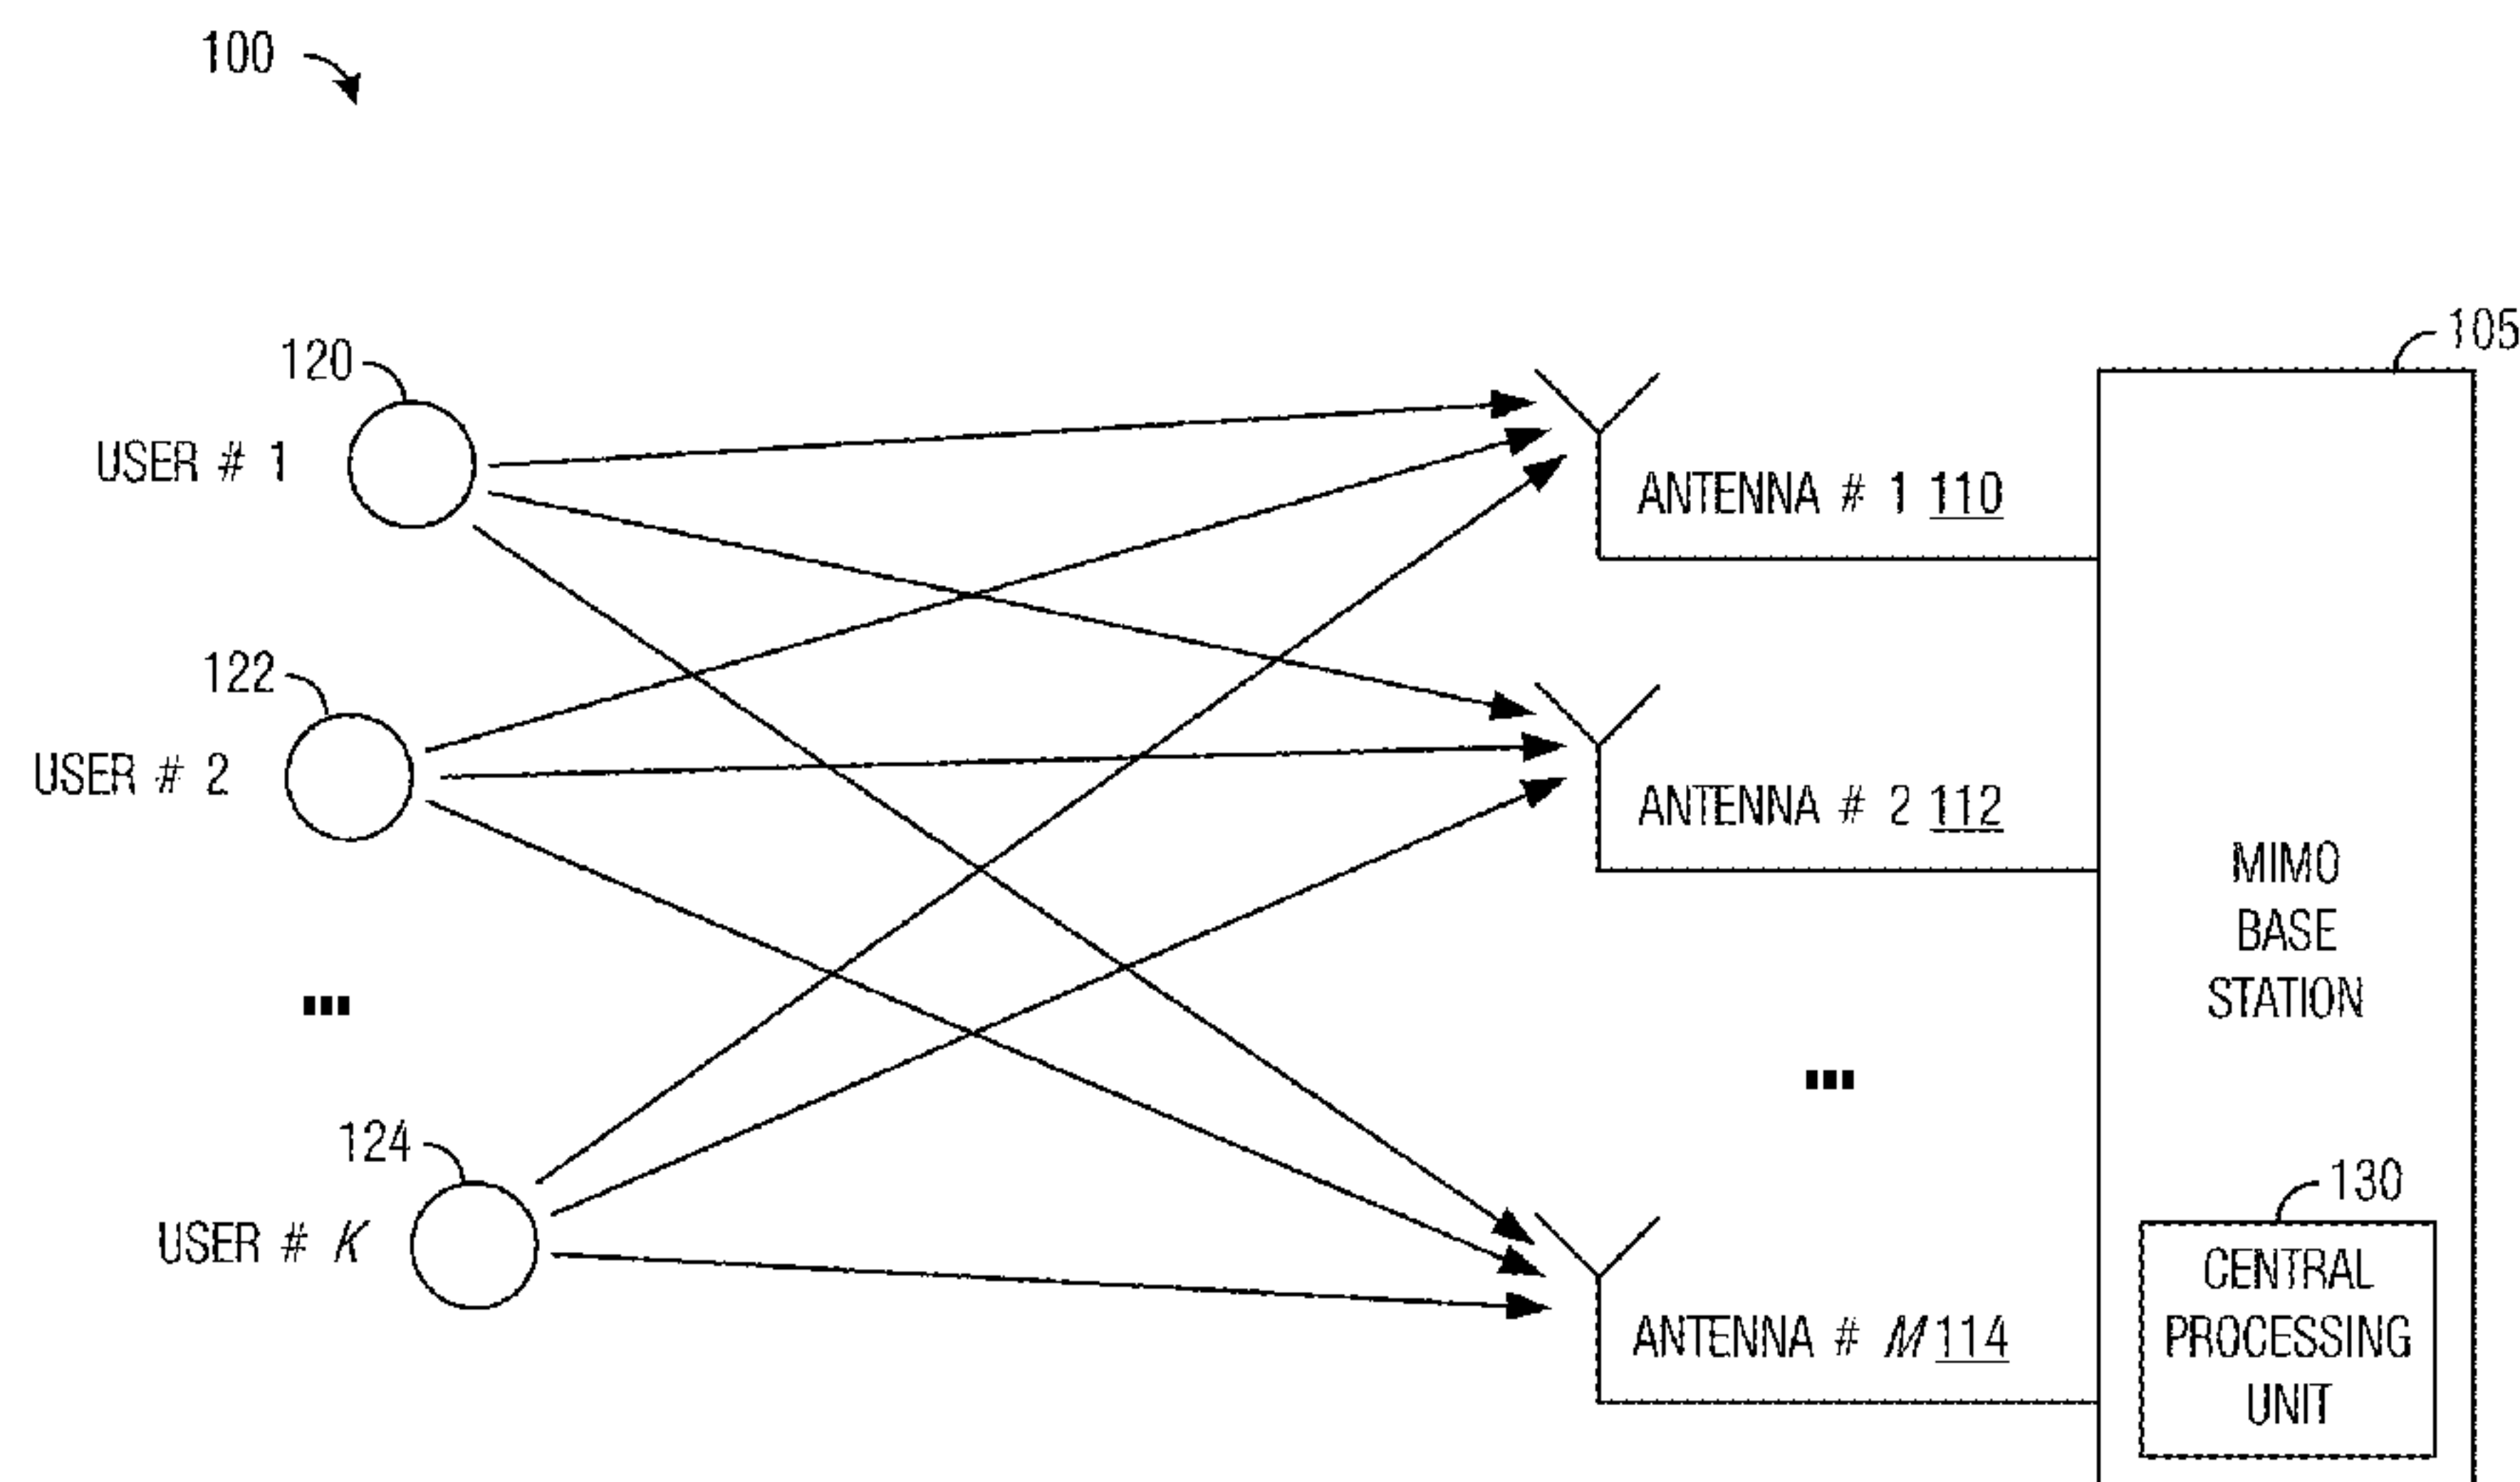 100
105
120
USER # 1
ANTENNA # 1 110
122
USER # 2
ANTENNA # 2 112
MIMO
BASE
STATION
...
...
124
USER # K
130
CENTRAL
PROCESSING
UNIT
ANTENNA # M 114